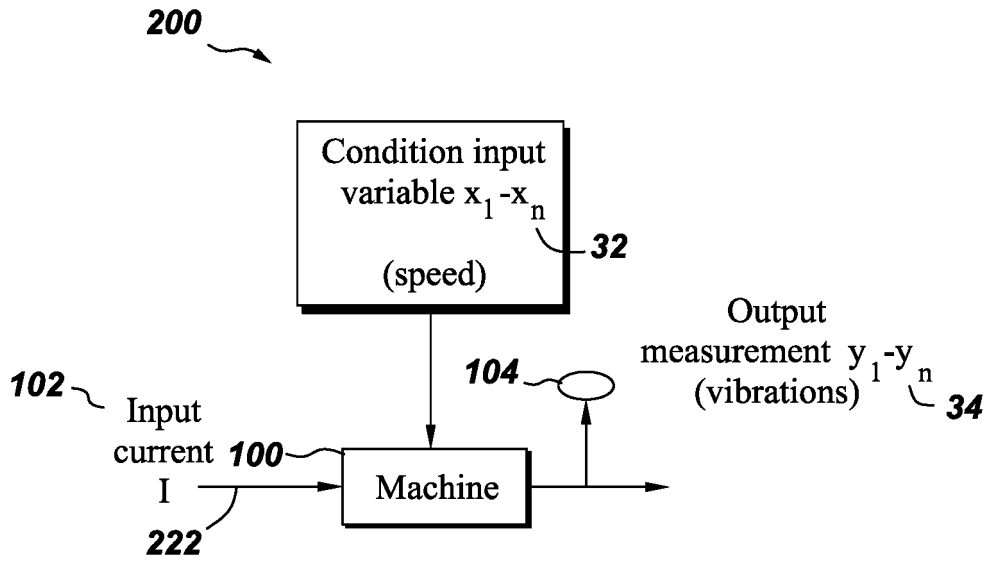 200
Condition input
variable x1-xn
32
(speed)
Output
measurement y1-yn
(vibrations)
34
104
102
Input
current
I
100
Machine
222